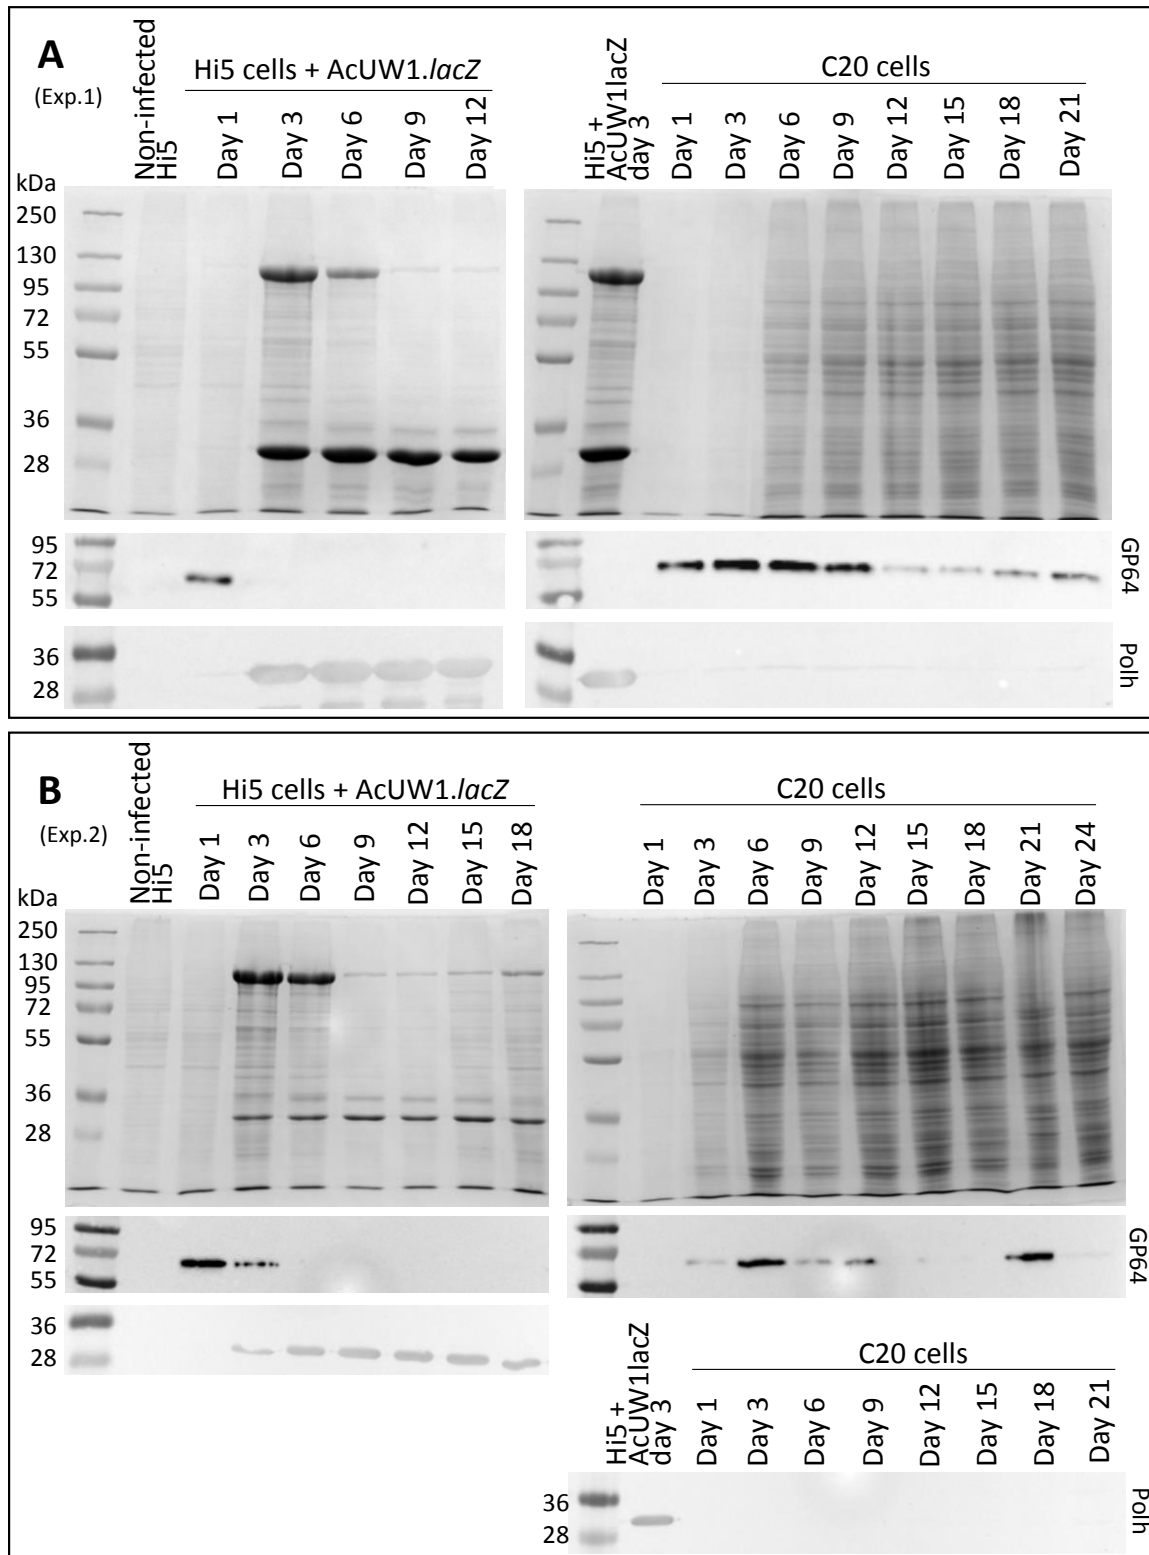 A
(Exp.1)
Non-infected
Hi5
Hi5 cells + AcUW1.lacZ
Day 1
Day 3
Day 6
Day 9
Day 12
Hi5 +
AcUW1lacZ
day 3
C20 cells
Day 1
Day 3
Day 6
Day 9
Day 12
Day 15
Day 18
Day 21
kDa
250
130
95
72
55
36
28
95
72
55
GP64
36
28
Polh
B
(Exp.2)
Non-infected
Hi5
Hi5 cells + AcUW1.lacZ
Day 1
Day 3
Day 6
Day 9
Day 12
Day 15
Day 18
C20 cells
Day 1
Day 3
Day 6
Day 9
Day 12
Day 15
Day 18
Day 21
Day 24
kDa
250
130
95
72
55
36
28
95
72
55
GP64
36
28
Hi5 +
AcUW1lacZ
day 3
C20 cells
Day 1
Day 3
Day 6
Day 9
Day 12
Day 15
Day 18
Day 21
36
28
Polh